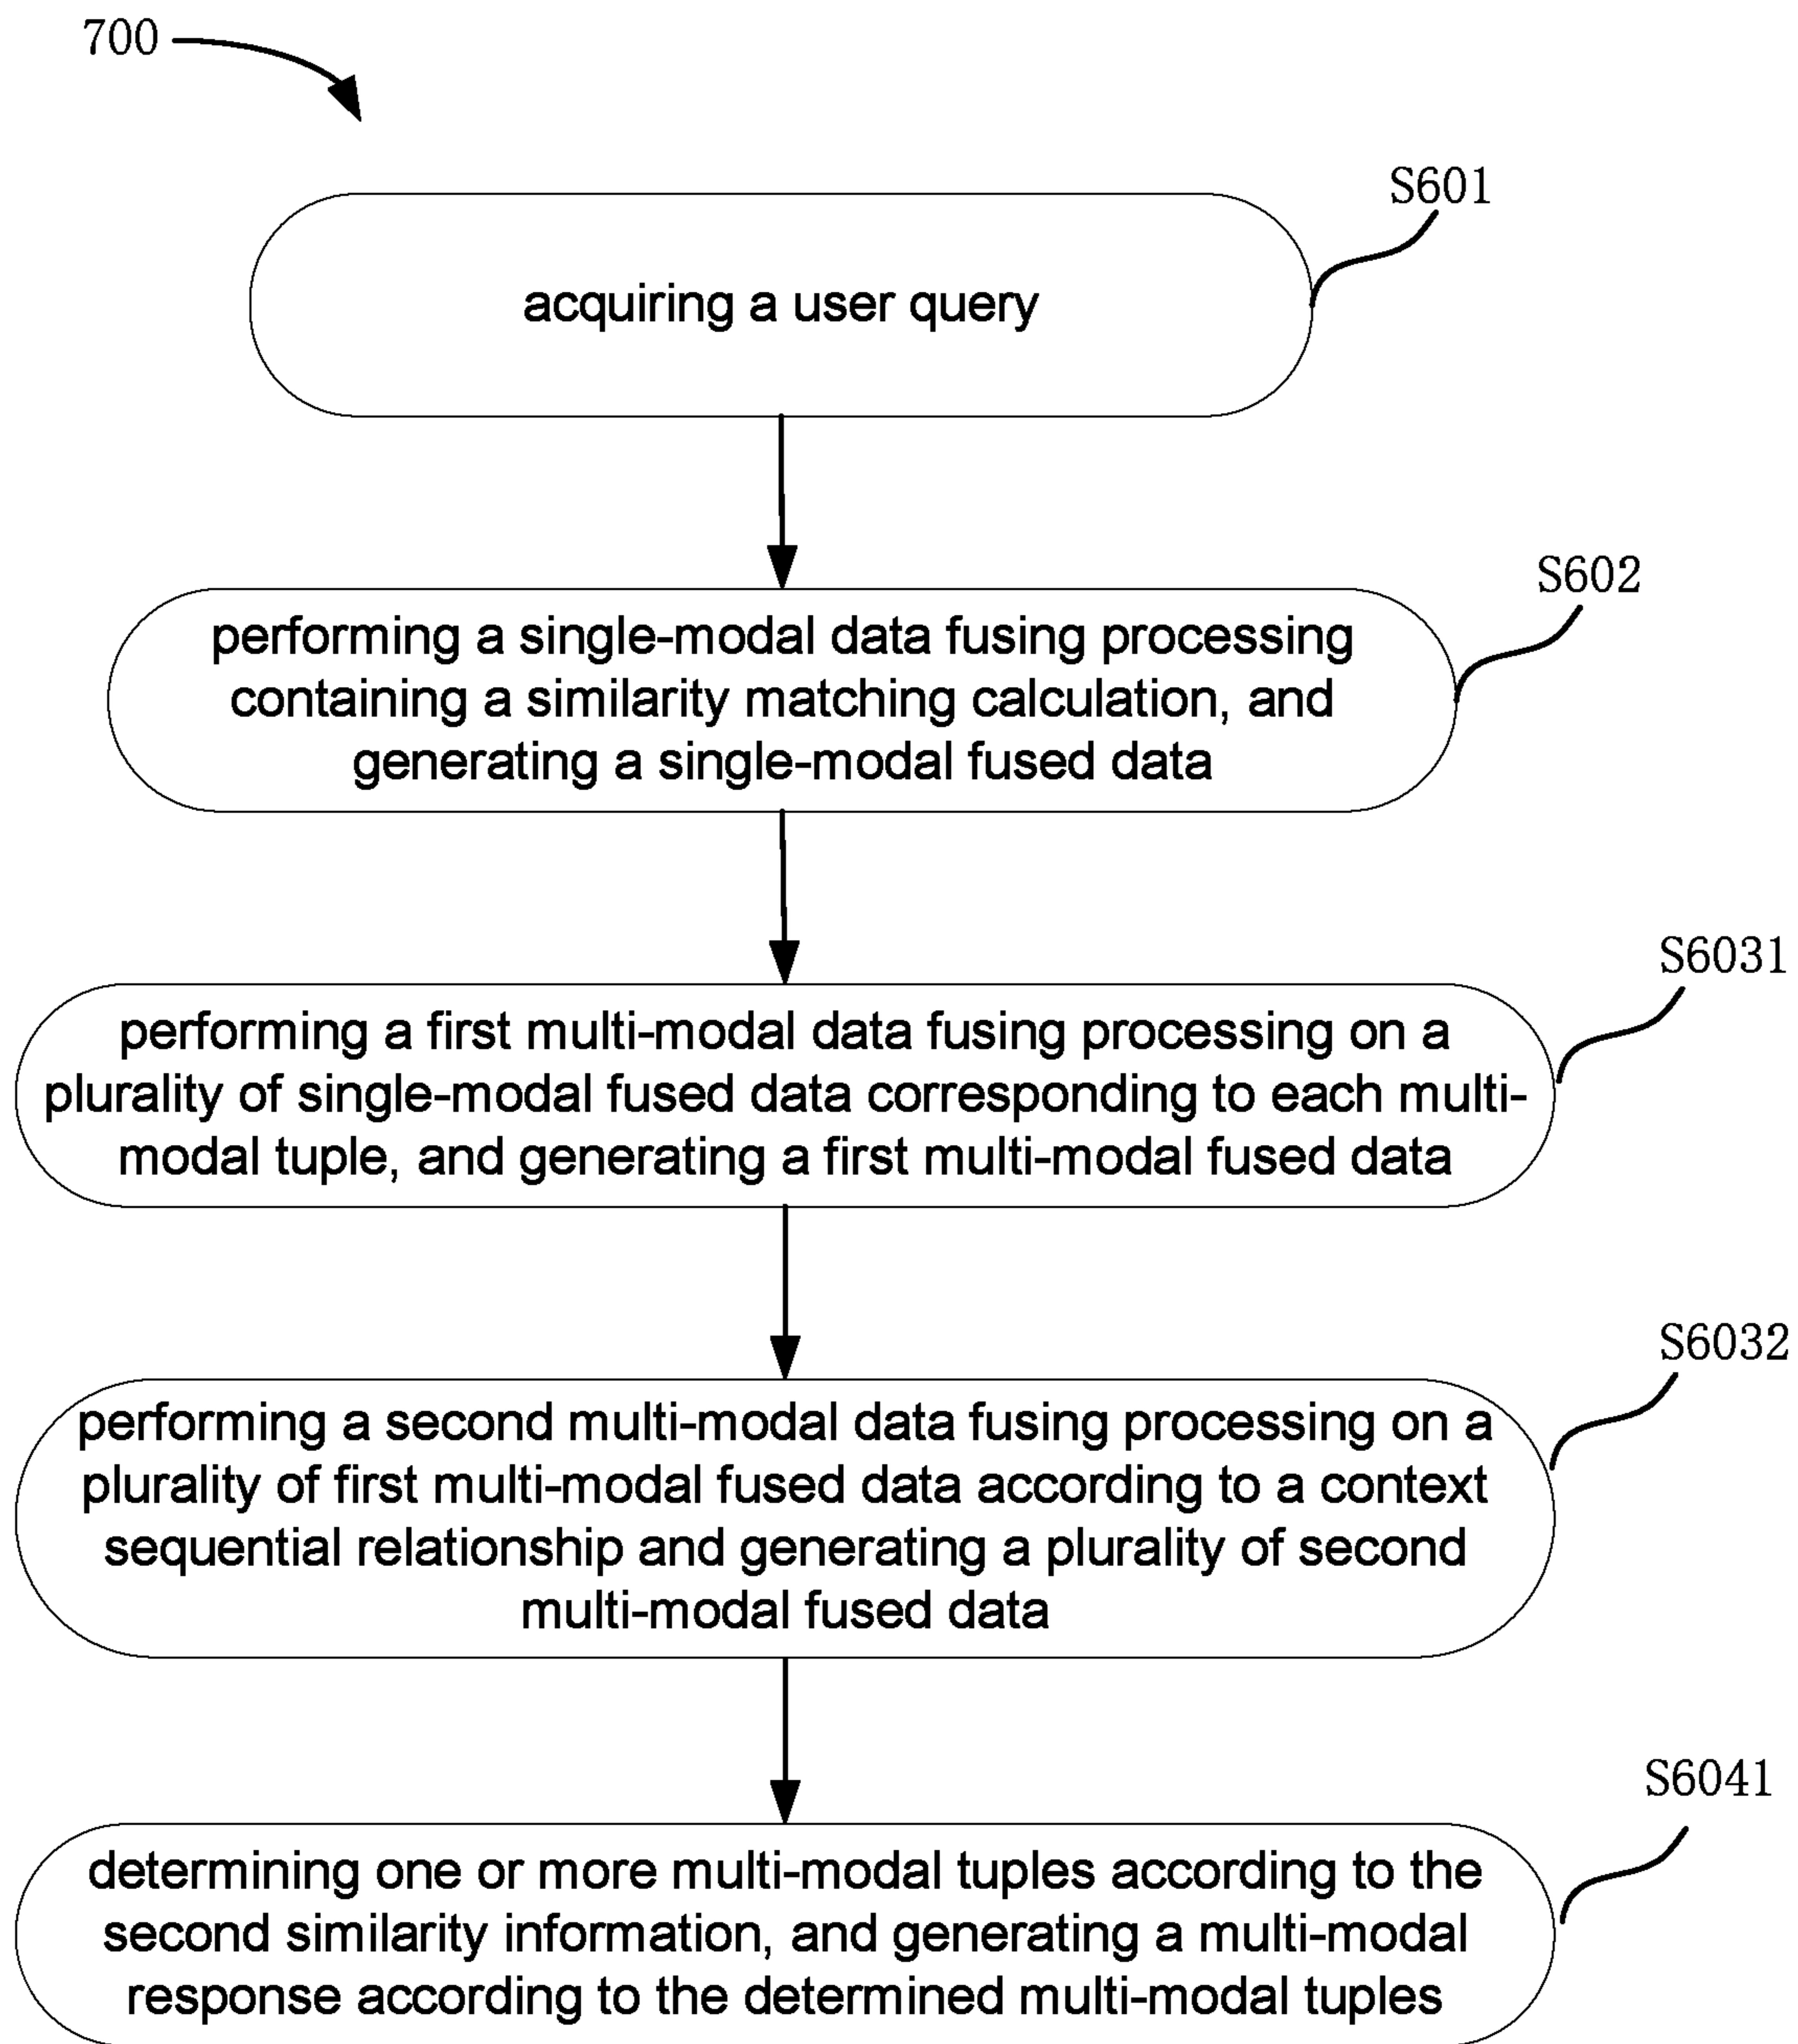 700
S601
acquiring a user query
S602
performing a single-modal data fusing processing
containing a similarity matching calculation, and
generating a single-modal fused data
S6031
performing a first multi-modal data fusing processing on a
plurality of single-modal fused data corresponding to each multi-
modal tuple, and generating a first multi-modal fused data
S6032
performing a second multi-modal data fusing processing on a
plurality of first multi-modal fused data according to a context
sequential relationship and generating a plurality of second
multi-modal fused data
S6041
determining one or more multi-modal tuples according to the
second similarity information, and generating a multi-modal
response according to the determined multi-modal tuples